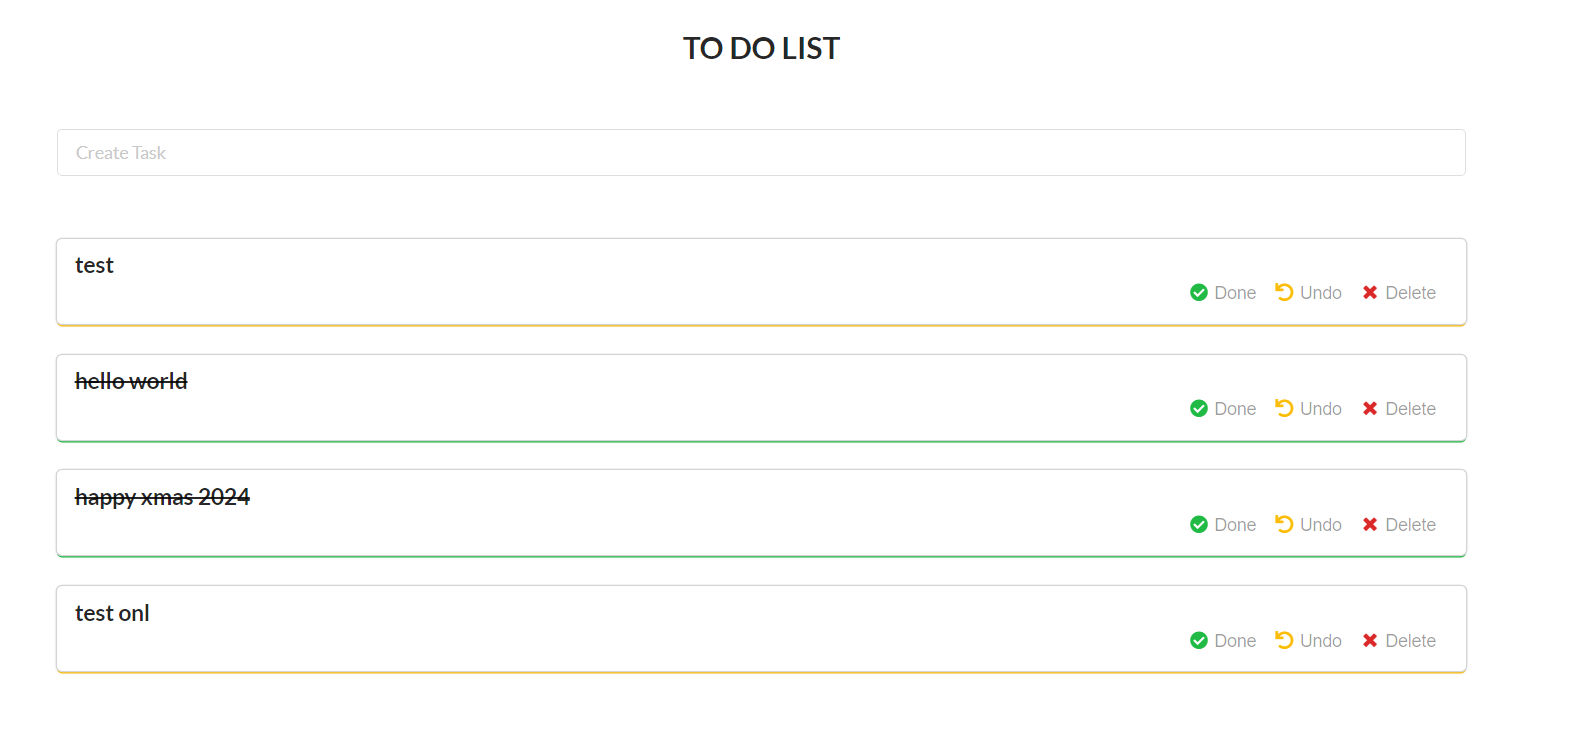 TO DO LIST
Create Task
test
Done Undo Delete
hello world
Done Undo Delete
happy xmas 2024
Done Undo Delete
test onl
Done Undo Delete